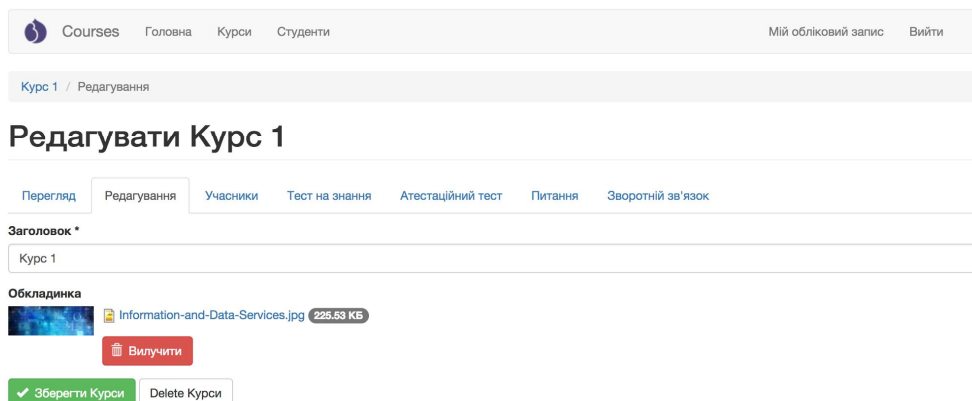 Courses Головна Курси Студенти Мій обліковий запис Вийти
Курс 1 / Редагування
Редагувати Курс 1
Перегляд Редагування Учасники Тест на знання Атестаційний тест Питання Зворотній зв'язок
Заголовок *
Курс 1
Обкладинка
Information-and-Data-Services.jpg 225.53 КБ
Вилучити
Зберегти Курси Delete Курси